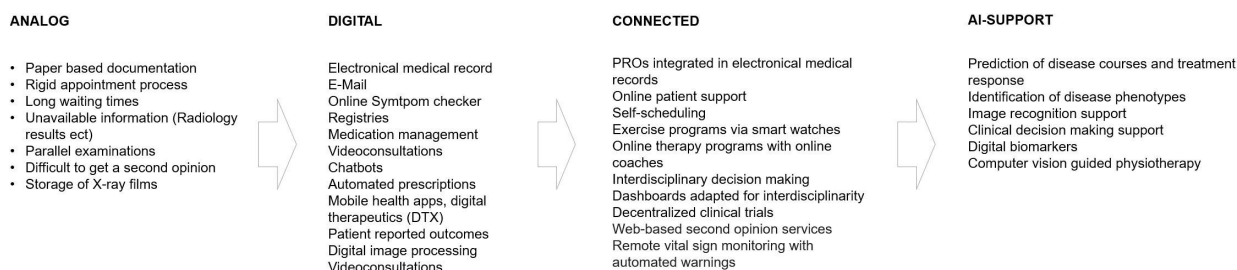 ANALOG
• Paper based documentation
• Rigid appointment process
• Long waiting times
• Unavailable information (Radiology
results ect)
• Parallel examinations
• Difficult to get a second opinion
• Storage of X-ray films
DIGITAL
Electronical medical record
E-Mail
Online Symtpom checker
Registries
Medication management
Videoconsultations
Chatbots
Automated prescriptions
Mobile health apps, digital
therapeutics (DTX)
Patient reported outcomes
Digital image processing
Videoconsultations
CONNECTED
PROs integrated in electronical medical
records
Online patient support
Self-scheduling
Exercise programs via smart watches
Online therapy programs with online
coaches
Interdisciplinary decision making
Dashboards adapted for interdisciplinarity
Decentralized clinical trials
Web-based second opinion services
Remote vital sign monitoring with
automated warnings
AI-SUPPORT
Prediction of disease courses and treatment
response
Identification of disease phenotypes
Image recognition support
Clinical decision making support
Digital biomarkers
Computer vision guided physiotherapy